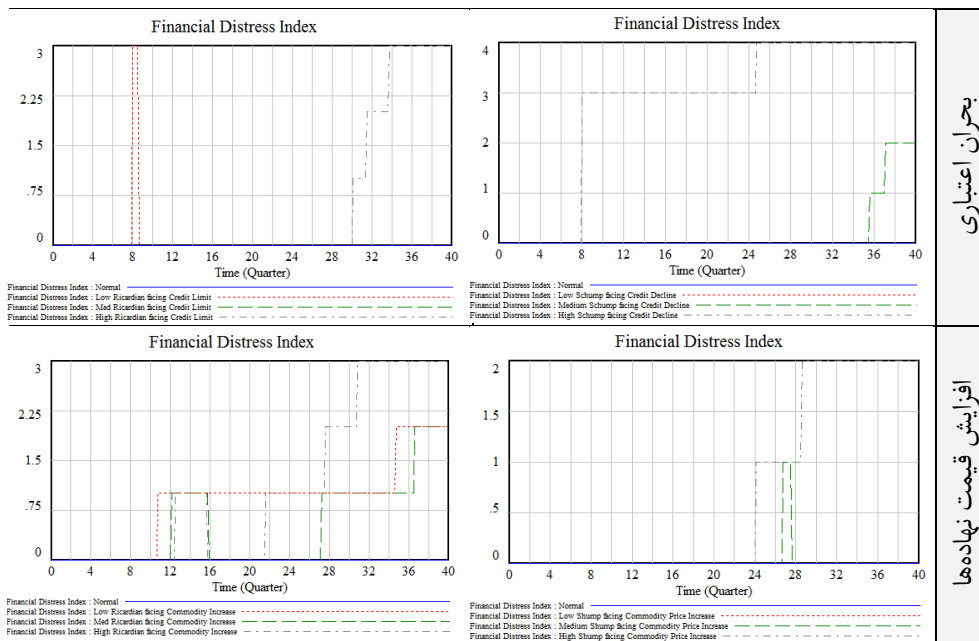 Financial Distress Index
3
2.25
1.5
.75
0
0 4 8 12 16 20 24 28 32 36 40
Time (Quarter)
Financial Distress Index : Normal
Financial Distress Index : Low Ricardian facing Credit Limit
Financial Distress Index : Med Ricardian facing Credit Limit
Financial Distress Index : High Ricardian facing Credit Limit
Financial Distress Index
4
3
2
1
0
0 4 8 12 16 20 24 28 32 36 40
Time (Quarter)
Financial Distress Index : Normal
Financial Distress Index : Low Schump facing Credit Decline
Financial Distress Index : Medium Schump facing Credit Decline
Financial Distress Index : High Schump facing Credit Decline
بحران اعتباری
Financial Distress Index
3
2.25
1.5
.75
0
0 4 8 12 16 20 24 28 32 36 40
Time (Quarter)
Financial Distress Index : Normal
Financial Distress Index : Low Ricardian facing Commodity Increase
Financial Distress Index : Med Ricardian facing Commodity Increase
Financial Distress Index : High Ricardian facing Commodity Increase
Financial Distress Index
2
1.5
1
.5
0
0 4 8 12 16 20 24 28 32 36 40
Time (Quarter)
Financial Distress Index : Normal
Financial Distress Index : Low Shump facing Commodity Price Increase
Financial Distress Index : Medium Shump facing Commodity Price Increase
Financial Distress Index : High Shump facing Commodity Price Increase
افزایش قیمت نهاده‌ها